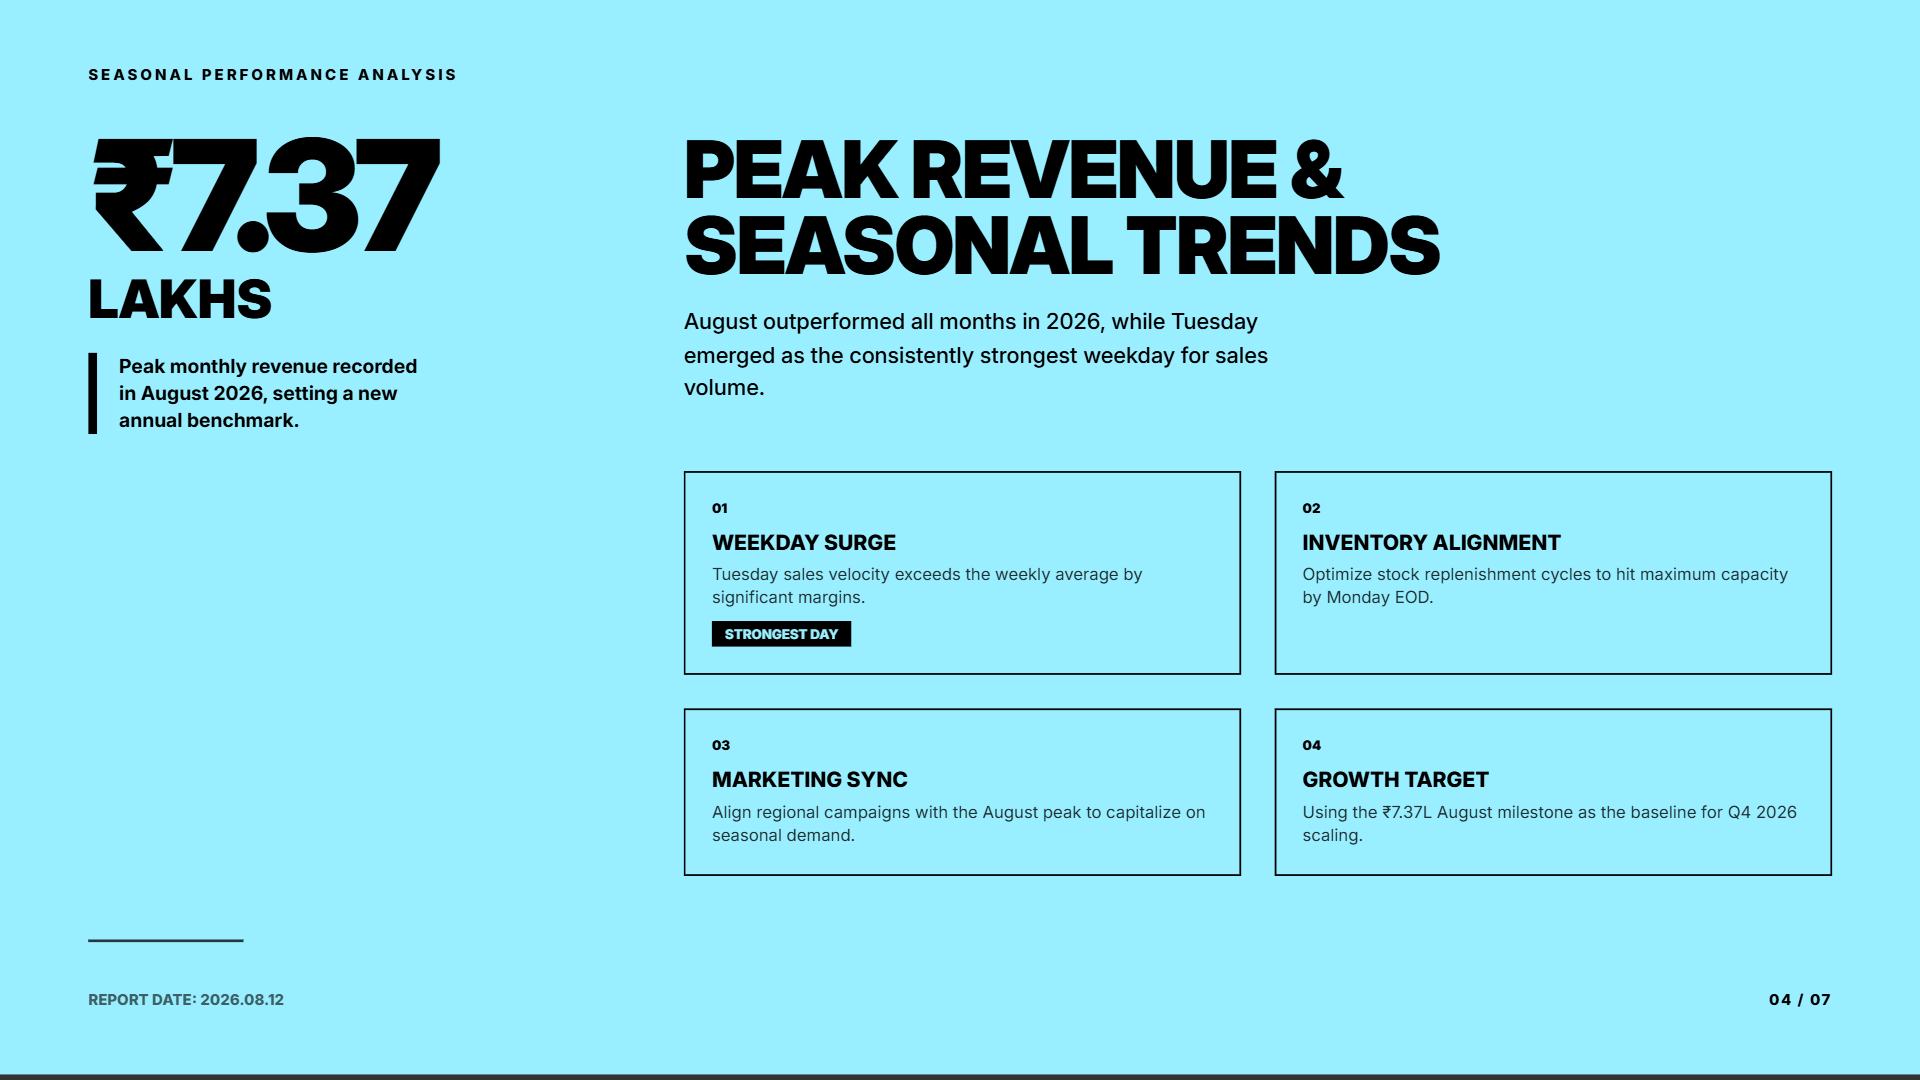 SEASONAL PERFORMANCE ANALYSIS
₹7.37
LAKHS
Peak monthly revenue recorded
in August 2026, setting a new
annual benchmark.
PEAK REVENUE &
SEASONAL TRENDS
August outperformed all months in 2026, while Tuesday
emerged as the consistently strongest weekday for sales
volume.
01
WEEKDAY SURGE
Tuesday sales velocity exceeds the weekly average by
significant margins.
STRONGEST DAY
02
INVENTORY ALIGNMENT
Optimize stock replenishment cycles to hit maximum capacity
by Monday EOD.
03
MARKETING SYNC
Align regional campaigns with the August peak to capitalize on
seasonal demand.
04
GROWTH TARGET
Using the ₹7.37L August milestone as the baseline for Q4 2026
scaling.
REPORT DATE: 2026.08.12
04 / 07